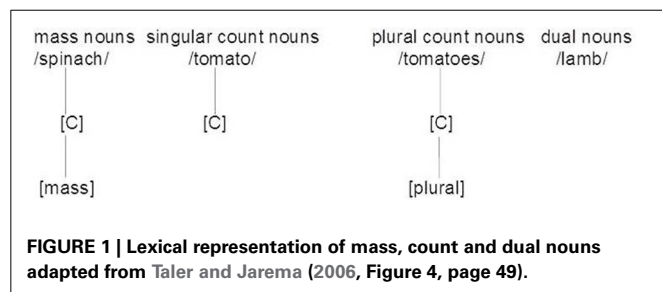 mass nouns singular count nouns plural count nouns dual nouns
/spinach/ /tomato/ /tomatoes/ /lamb/
[C] [C] [C]
[mass] [plural]
FIGURE 1 | Lexical representation of mass, count and dual nouns
adapted from Taler and Jarema (2006, Figure 4, page 49).